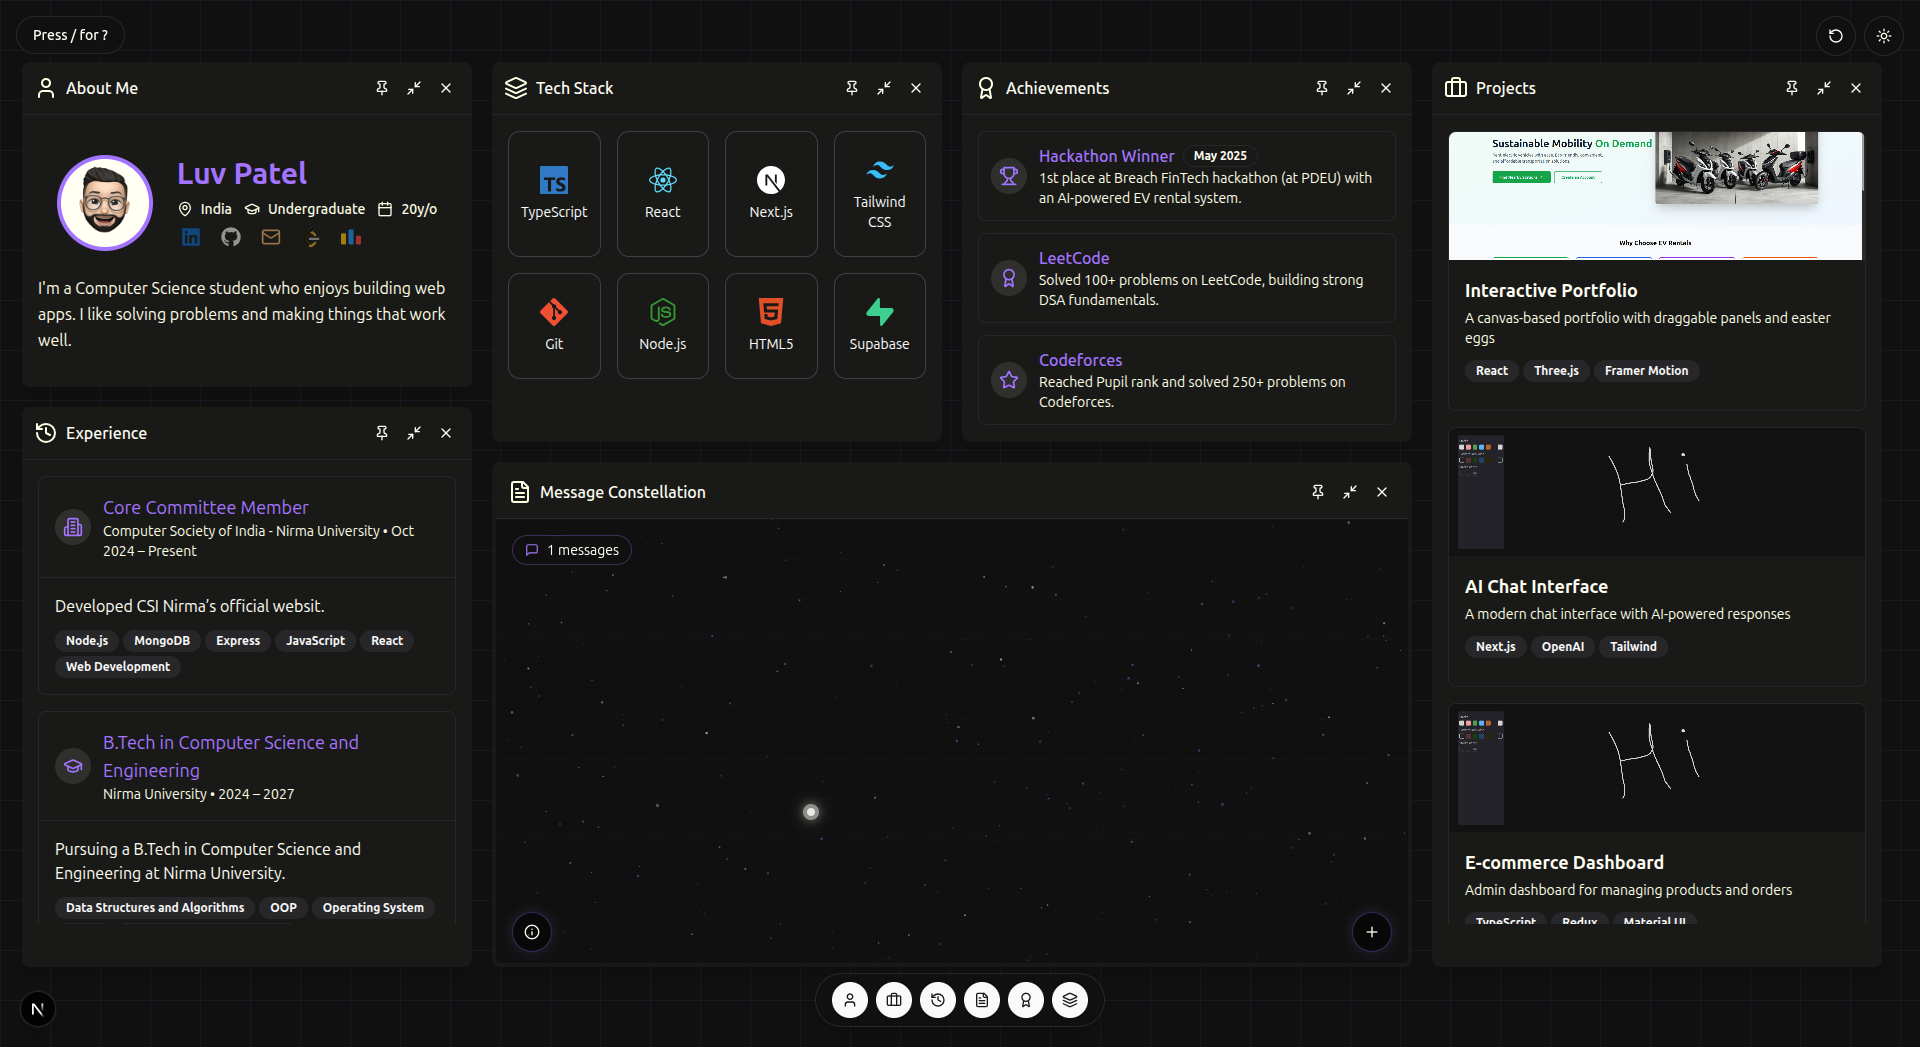 Press / for ?
About Me
Luv Patel
India Undergraduate 20y/o
I'm a Computer Science student who enjoys building web
apps. I like solving problems and making things that work
well.
Experience
Core Committee Member
Computer Society of India - Nirma University • Oct
2024 – Present
Developed CSI Nirma’s official websit.
Node.js MongoDB Express JavaScript React
Web Development
B.Tech in Computer Science and
Engineering
Nirma University • 2024 – 2027
Pursuing a B.Tech in Computer Science and
Engineering at Nirma University.
Data Structures and Algorithms OOP Operating System
Tech Stack
TS
TypeScript
React
N
Next.js
Tailwind
CSS
Git
JS
Node.js
5
HTML5
Supabase
Achievements
Hackathon Winner May 2025
1st place at Breach FinTech hackathon (at PDEU) with
an AI-powered EV rental system.
LeetCode
Solved 100+ problems on LeetCode, building strong
DSA fundamentals.
Codeforces
Reached Pupil rank and solved 250+ problems on
Codeforces.
Message Constellation
1 messages
Projects
Sustainable Mobility On Demand
Why Choose EV Rentals
Interactive Portfolio
A canvas-based portfolio with draggable panels and easter
eggs
React Three.js Framer Motion
Hi
AI Chat Interface
A modern chat interface with AI-powered responses
Next.js OpenAI Tailwind
Hi
E-commerce Dashboard
Admin dashboard for managing products and orders
TypeScript Redux Material UI
N